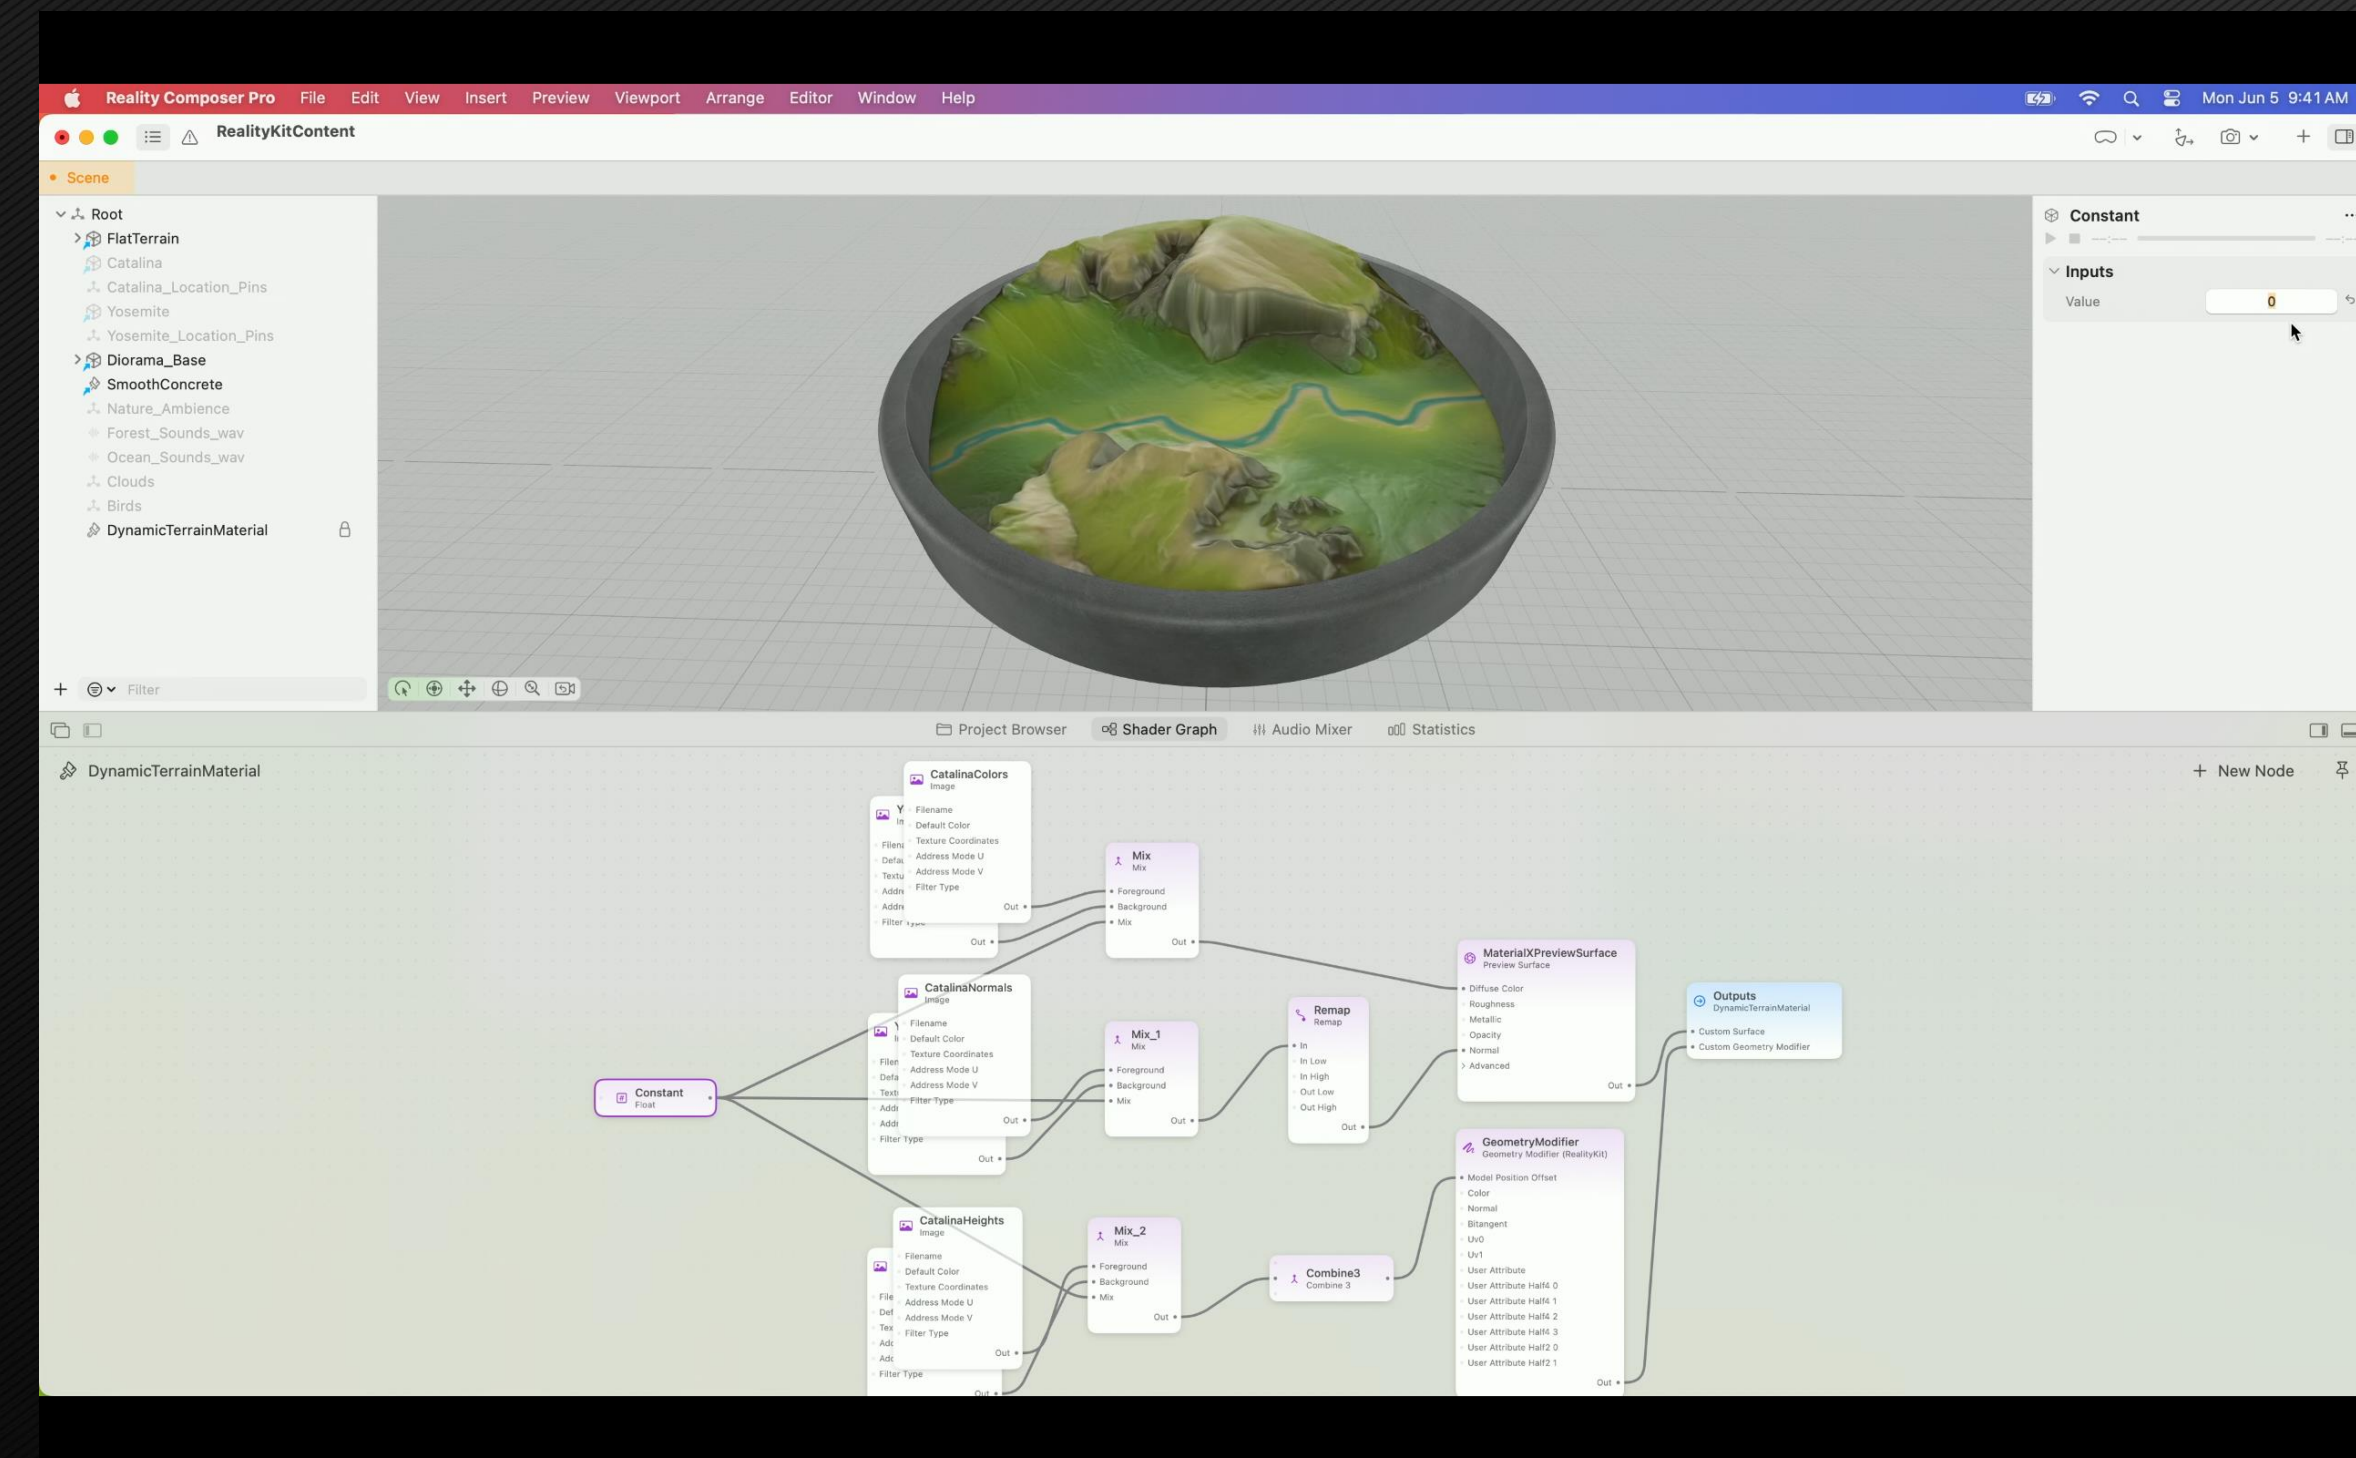 Reality Composer Pro File Edit View Insert Preview Viewport Arrange Editor Window Help Mon Jun 5 9:41 AM
RealityKitContent
Scene
Root
FlatTerrain
Catalina
Catalina_Location_Pins
Yosemite
Yosemite_Location_Pins
Diorama_Base
SmoothConcrete
Nature_Ambience
Forest_Sounds_wav
Ocean_Sounds_wav
Clouds
Birds
DynamicTerrainMaterial
Filter
Constant
Inputs
Value 0
Project Browser Shader Graph Audio Mixer Statistics
DynamicTerrainMaterial
New Node
CatalinaColors
Image
Filename
Default Color
Texture Coordinates
Address Mode U
Address Mode V
Filter Type
Out
Filter
Out
Mix
Mix
Foreground
Background
Mix
Out
CatalinaNormals
Image
Filename
Default Color
Texture Coordinates
Address Mode U
Address Mode V
Filter Type
Out
Filter Type
Out
Constant
Float
Mix_1
Mix
Foreground
Background
Mix
Out
Remap
Remap
In
In Low
In High
Out Low
Out High
Out
MaterialXPreviewSurface
Preview Surface
Diffuse Color
Roughness
Metallic
Opacity
Normal
Advanced
Out
Outputs
DynamicTerrainMaterial
Custom Surface
Custom Geometry Modifier
CatalinaHeights
Image
Filename
Default Color
Texture Coordinates
Address Mode U
Address Mode V
Filter Type
Out
Filter Type
Out
Mix_2
Mix
Foreground
Background
Mix
Out
Combine3
Combine 3
GeometryModifier
Geometry Modifier (RealityKit)
Model Position Offset
Color
Normal
Bitangent
Uv0
Uv1
User Attribute
User Attribute Half4 0
User Attribute Half4 1
User Attribute Half4 2
User Attribute Half4 3
User Attribute Half2 0
User Attribute Half2 1
Out